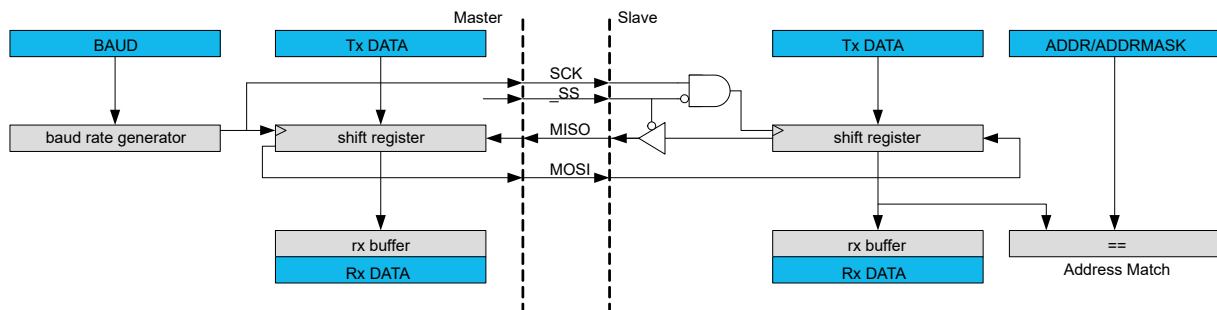 Master
Slave
BAUD
Tx DATA
Tx DATA
ADDR/ADDRMASK
SCK
_SS
baud rate generator
shift register
MISO
shift register
MOSI
rx buffer
rx buffer
==
Rx DATA
Rx DATA
Address Match